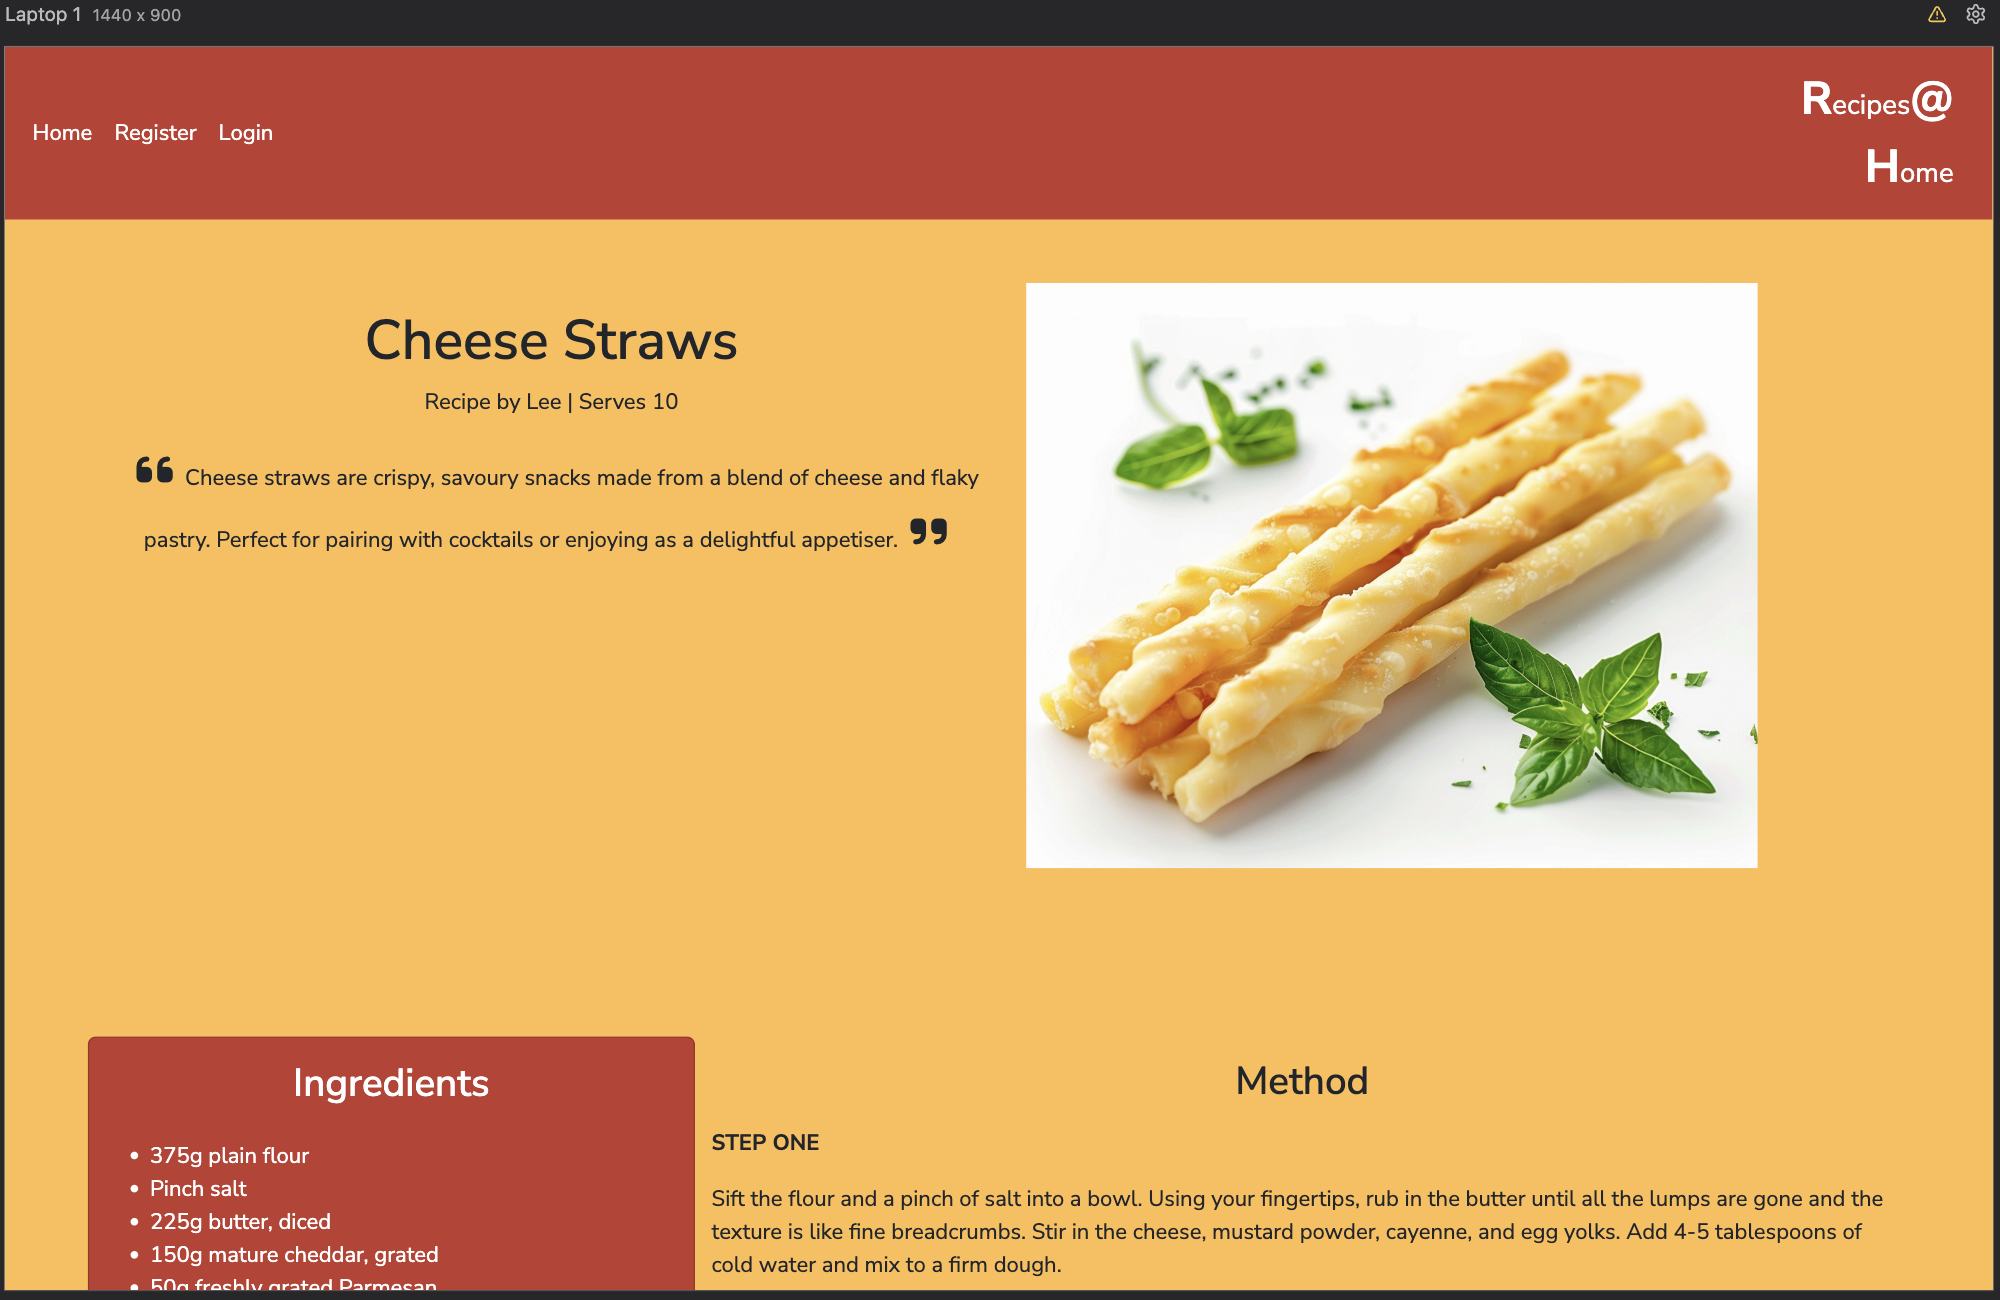 Laptop 1 1440 x 900
Home Register Login
Recipes@
Home
Cheese Straws
Recipe by Lee | Serves 10
❝ Cheese straws are crispy, savoury snacks made from a blend of cheese and flaky
pastry. Perfect for pairing with cocktails or enjoying as a delightful appetiser. ❞
Ingredients
• 375g plain flour
• Pinch salt
• 225g butter, diced
• 150g mature cheddar, grated
• 50g freshly grated Parmesan
Method
STEP ONE
Sift the flour and a pinch of salt into a bowl. Using your fingertips, rub in the butter until all the lumps are gone and the
texture is like fine breadcrumbs. Stir in the cheese, mustard powder, cayenne, and egg yolks. Add 4-5 tablespoons of
cold water and mix to a firm dough.